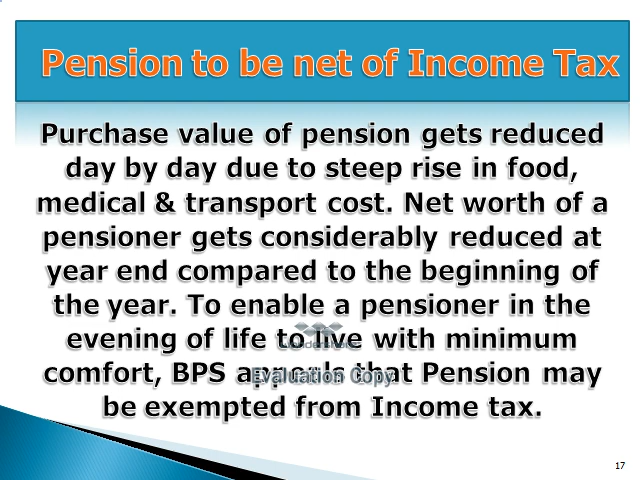 Pension to be net of Income Tax
Purchase value of pension gets reduced
day by day due to steep rise in food,
medical & transport cost. Net worth of a
pensioner gets considerably reduced at
year end compared to the beginning of
the year. To enable a pensioner in the
evening of life to live with minimum
comfort, BPS appeals that Pension may
be exempted from Income tax.
Evaluation Copy
17